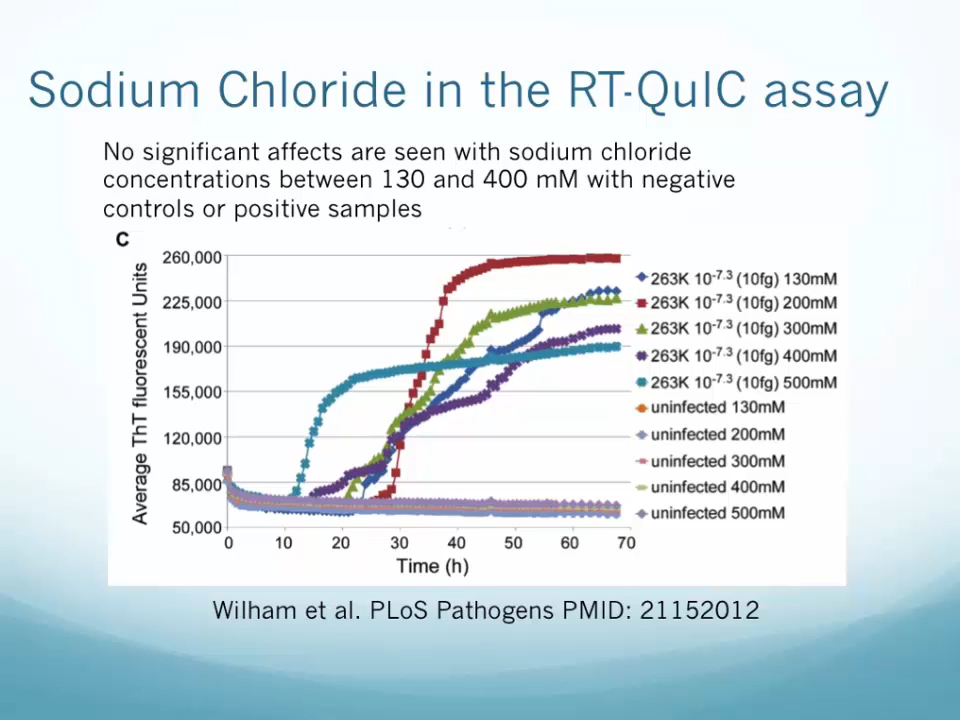 Sodium Chloride in the RT-QuIC assay
No significant affects are seen with sodium chloride
concentrations between 130 and 400 mM with negative
controls or positive samples
C
Average ThT fluorescent Units
260,000
225,000
190,000
155,000
120,000
85,000
50,000
0 10 20 30 40 50 60 70
Time (h)
263K 10-7.3 (10fg) 130mM
263K 10-7.3 (10fg) 200mM
263K 10-7.3 (10fg) 300mM
263K 10-7.3 (10fg) 400mM
263K 10-7.3 (10fg) 500mM
uninfected 130mM
uninfected 200mM
uninfected 300mM
uninfected 400mM
uninfected 500mM
Wilham et al. PLoS Pathogens PMID: 21152012